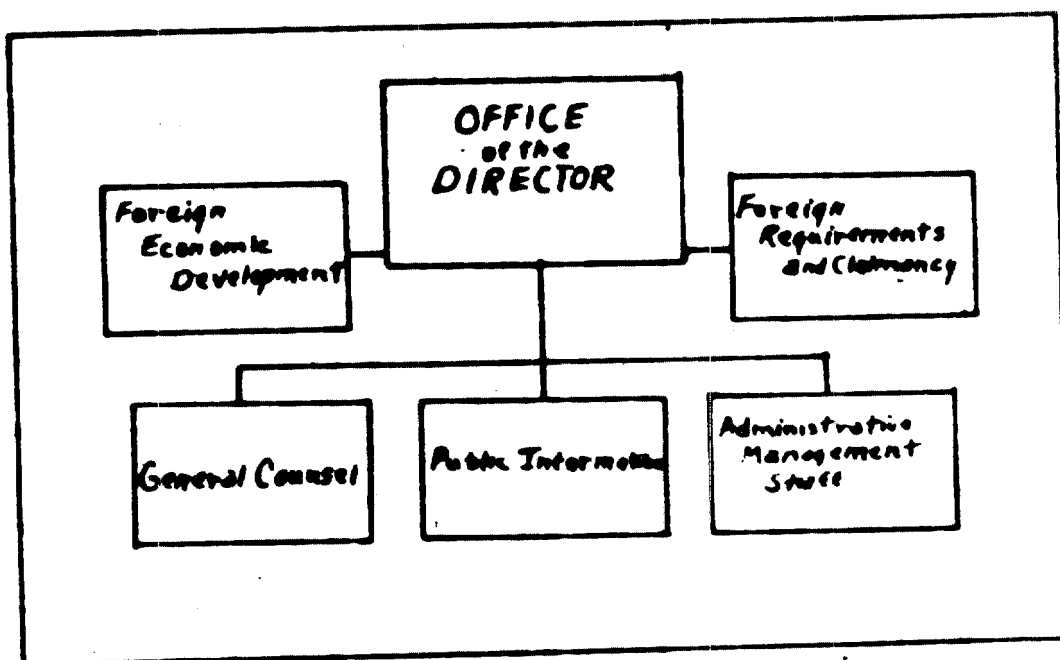 OFFICE
of the
DIRECTOR
Foreign
Economic
Development
Foreign
Requirements
and Claimancy
General Counsel
Public Information
Administrative
Management
Staff